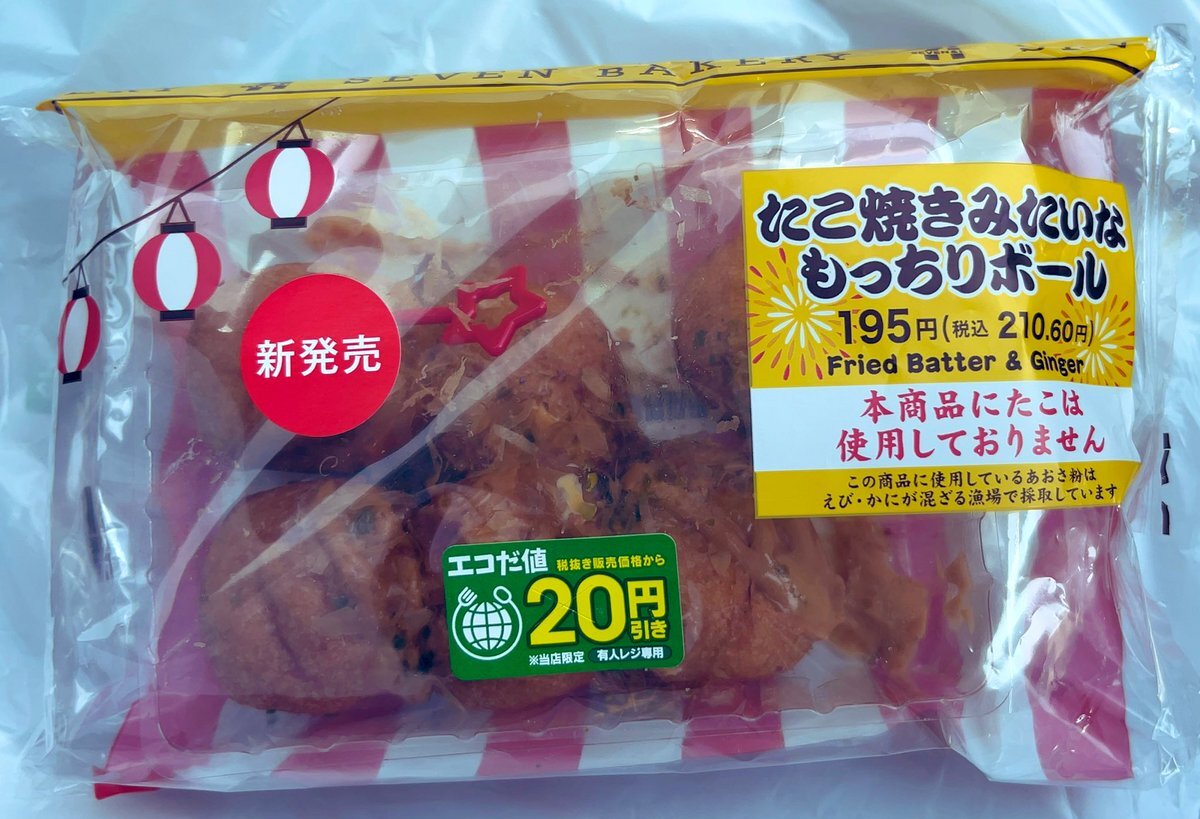 SEVEN BAKERY
新発売
たこ焼きみたいな
もっちりボール
195円(税込 210.60円)
Fried Batter & Ginger
本商品にたこは
使用しておりません
この商品に使用しているあおさ粉は
えび・かにが混ざる漁場で採取しています
エコだ値 税抜き販売価格から
20円引き
※当店限定 有人レジ専用